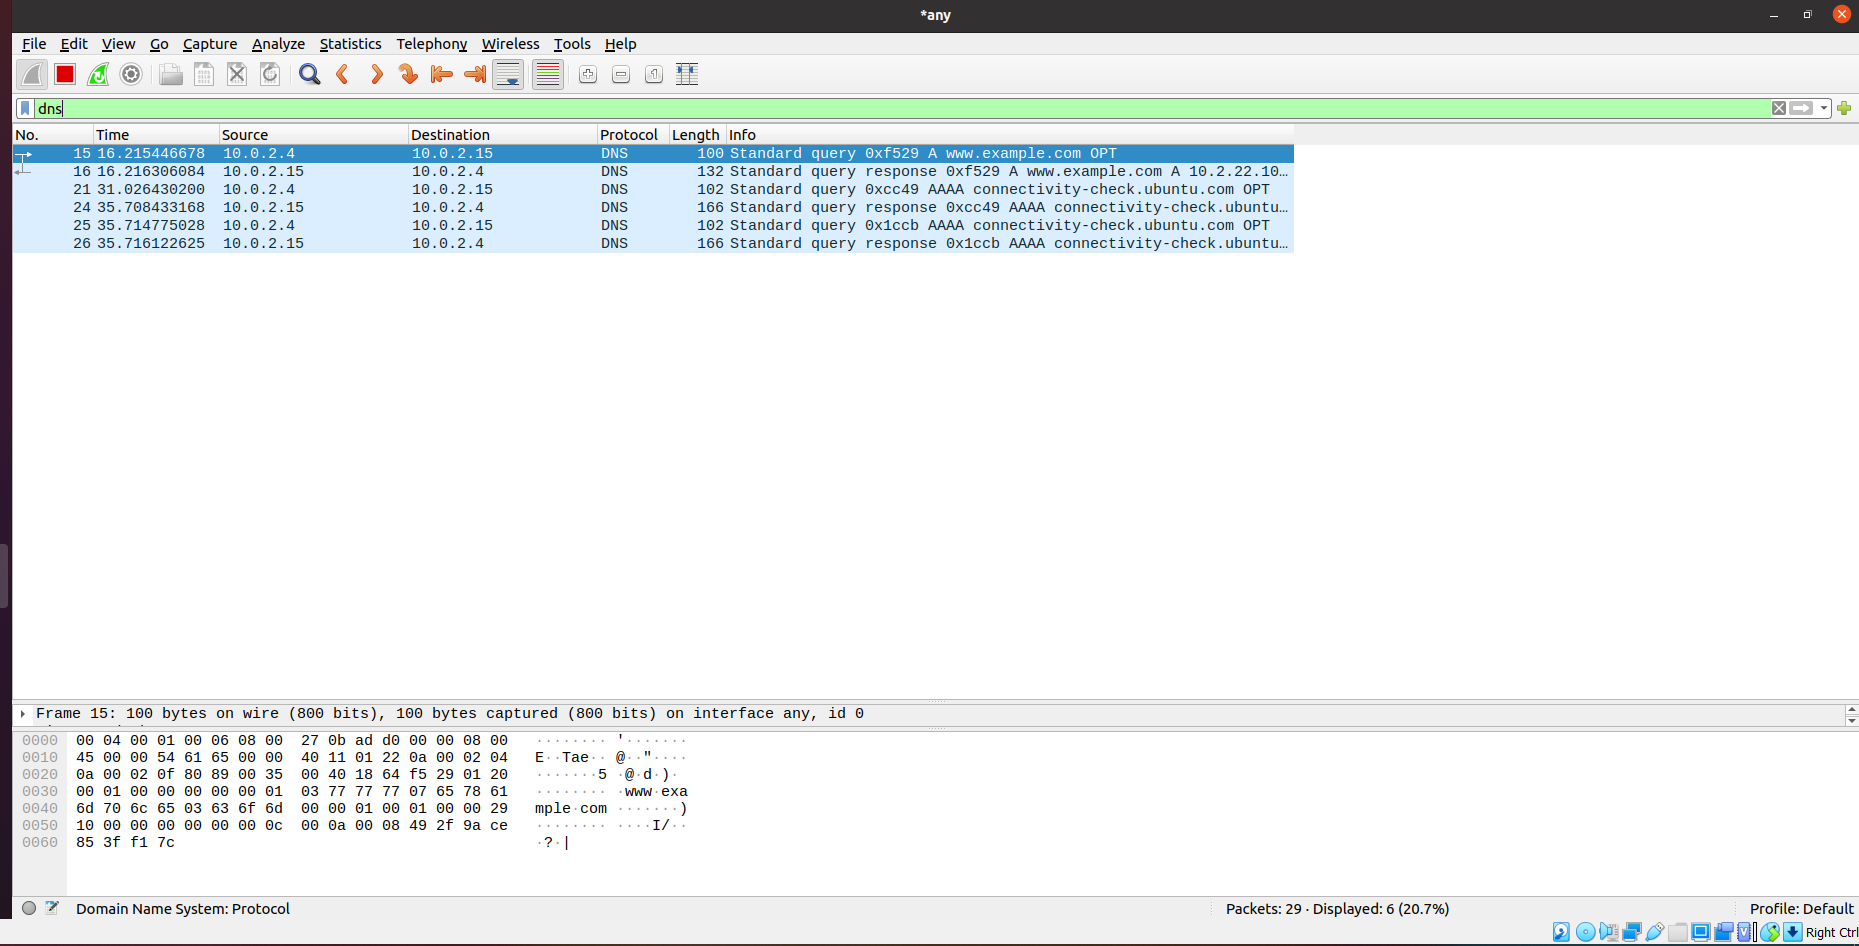 *any
File Edit View Go Capture Analyze Statistics Telephony Wireless Tools Help
dns
No. Time Source Destination Protocol Length Info
15 16.215446678 10.0.2.4 10.0.2.15 DNS 100 Standard query 0xf529 A www.example.com OPT
16 16.216306084 10.0.2.15 10.0.2.4 DNS 132 Standard query response 0xf529 A www.example.com A 10.2.22.10…
21 31.026430200 10.0.2.4 10.0.2.15 DNS 102 Standard query 0xcc49 AAAA connectivity-check.ubuntu.com OPT
24 35.708433168 10.0.2.15 10.0.2.4 DNS 166 Standard query response 0xcc49 AAAA connectivity-check.ubuntu…
25 35.714775028 10.0.2.4 10.0.2.15 DNS 102 Standard query 0x1ccb AAAA connectivity-check.ubuntu.com OPT
26 35.716122625 10.0.2.15 10.0.2.4 DNS 166 Standard query response 0x1ccb AAAA connectivity-check.ubuntu…
Frame 15: 100 bytes on wire (800 bits), 100 bytes captured (800 bits) on interface any, id 0
0000 00 04 00 01 00 06 08 00 27 0b ad d0 00 00 08 00 ········ '·······
0010 45 00 00 54 61 65 00 00 40 11 01 22 0a 00 02 04 E··Tae·· @··"····
0020 0a 00 02 0f 80 89 00 35 00 40 18 64 f5 29 01 20 ·······5 ·@·d·)· 
0030 00 01 00 00 00 00 00 01 03 77 77 77 07 65 78 61 ········ ·www·exa
0040 6d 70 6c 65 03 63 6f 6d 00 00 01 00 01 00 00 29 mple·com ·······)
0050 10 00 00 00 00 00 00 0c 00 0a 00 08 49 2f 9a ce ········ ····I/··
0060 85 3f f1 7c ·?·|
Domain Name System: Protocol Packets: 29 · Displayed: 6 (20.7%) Profile: Default
Right Ctrl